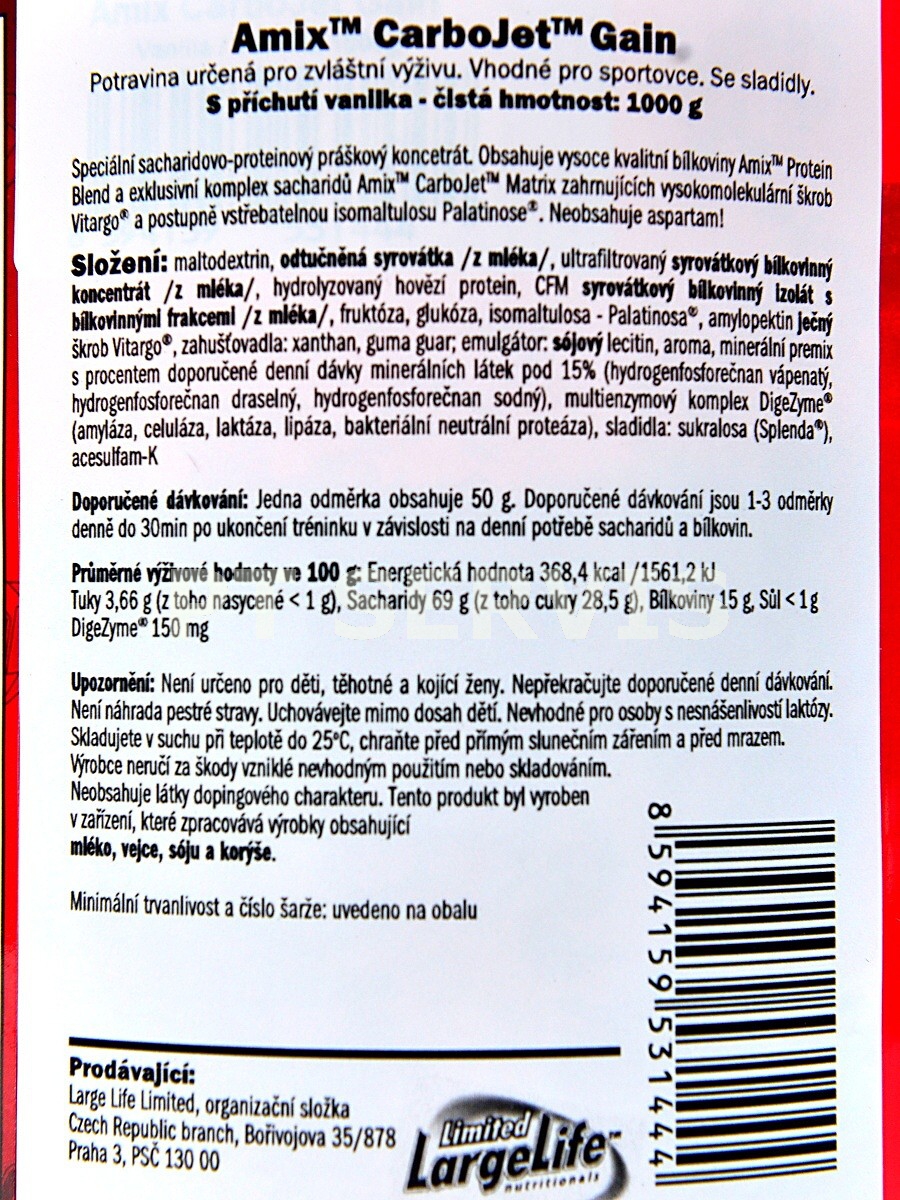 Amix™ CarboJet™ Gain
Potravina určená pro zvláštní výživu. Vhodné pro sportovce. Se sladidly.
S příchutí vanilka - čistá hmotnost: 1000 g
Speciální sacharidovo-proteinový práškový koncetrát. Obsahuje vysoce kvalitní bílkoviny Amix™ Protein
Blend a exklusivní komplex sacharidů Amix™ CarboJet™ Matrix zahrnujících vysokomolekulární škrob
Vitargo® a postupně vstřebatelnou isomaltulosu Palatinose®. Neobsahuje aspartam!
Složení: maltodextrin, odtučněná syrovátka /z mléka/, ultrafiltrovaný syrovátkový bílkovinný
koncentrát /z mléka/, hydrolyzovaný hovězí protein, CFM syrovátkový bílkovinný izolát s
bílkovinnými frakcemi /z mléka/, fruktóza, glukóza, isomaltulosa - Palatinosa®, amylopektin ječný
škrob Vitargo®, zahušťovadla: xanthan, guma guar; emulgátor: sójový lecitin, aroma, minerální premix
s procentem doporučené denní dávky minerálních látek pod 15% (hydrogenfosforečnan vápenatý,
hydrogenfosforečnan draselný, hydrogenfosforečnan sodný), multienzymový komplex DigeZyme®
(amyláza, celuláza, laktáza, lipáza, bakteriální neutrální proteáza), sladidla: sukralosa (Splenda®),
acesulfam-K
Doporučené dávkování: Jedna odměrka obsahuje 50 g. Doporučené dávkování jsou 1-3 odměrky
denně do 30min po ukončení tréninku v závislosti na denní potřebě sacharidů a bílkovin.
Průměrné výživové hodnoty ve 100 g: Energetická hodnota 368,4 kcal /1561,2 kJ
Tuky 3,66 g (z toho nasycené < 1 g), Sacharidy 69 g (z toho cukry 28,5 g), Bílkoviny 15 g, Sůl < 1 g
DigeZyme® 150 mg
Upozornění: Není určeno pro děti, těhotné a kojící ženy. Nepřekračujte doporučené denní dávkování.
Není náhrada pestré stravy. Uchovávejte mimo dosah dětí. Nevhodné pro osoby s nesnášenlivostí laktózy.
Skladujete v suchu při teplotě do 25°C, chraňte před přímým slunečním zářením a před mrazem.
Výrobce neručí za škody vzniklé nevhodným použitím nebo skladováním.
Neobsahuje látky dopingového charakteru. Tento produkt byl vyroben
v zařízení, které zpracovává výrobky obsahující
mléko, vejce, sóju a korýše.
Minimální trvanlivost a číslo šarže: uvedeno na obalu
8 594159 531444
Prodávající:
Large Life Limited, organizační složka
Czech Republic branch, Bořivojova 35/878
Praha 3, PSČ 130 00
Limited
LargeLife™
nutritionals